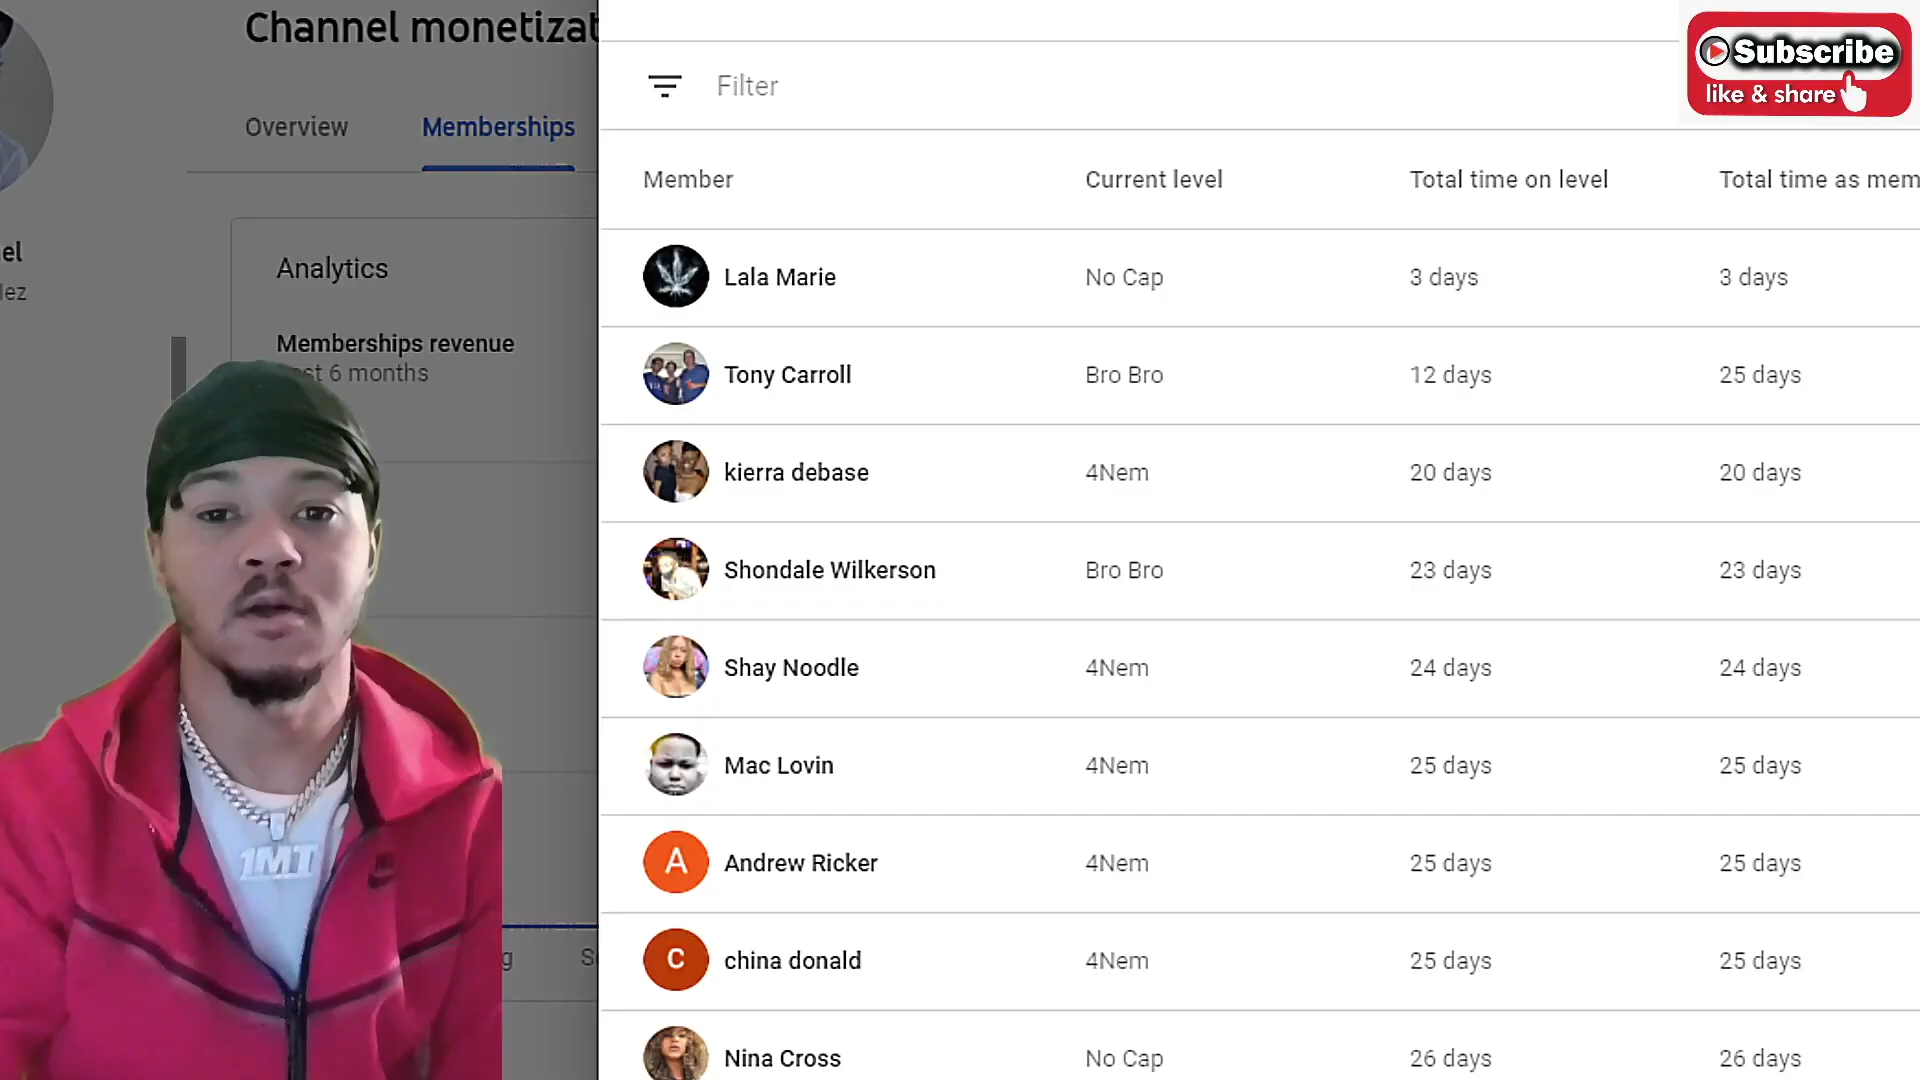 Channel monetizat
Overview
Memberships
el
lez
Analytics
Memberships revenue
st 6 months
1MT
g
S
Subscribe
like & share
Filter
Member Current level Total time on level Total time as mem
Lala Marie No Cap 3 days 3 days
Tony Carroll Bro Bro 12 days 25 days
kierra debase 4Nem 20 days 20 days
Shondale Wilkerson Bro Bro 23 days 23 days
Shay Noodle 4Nem 24 days 24 days
Mac Lovin 4Nem 25 days 25 days
A Andrew Ricker 4Nem 25 days 25 days
C china donald 4Nem 25 days 25 days
Nina Cross No Cap 26 days 26 days